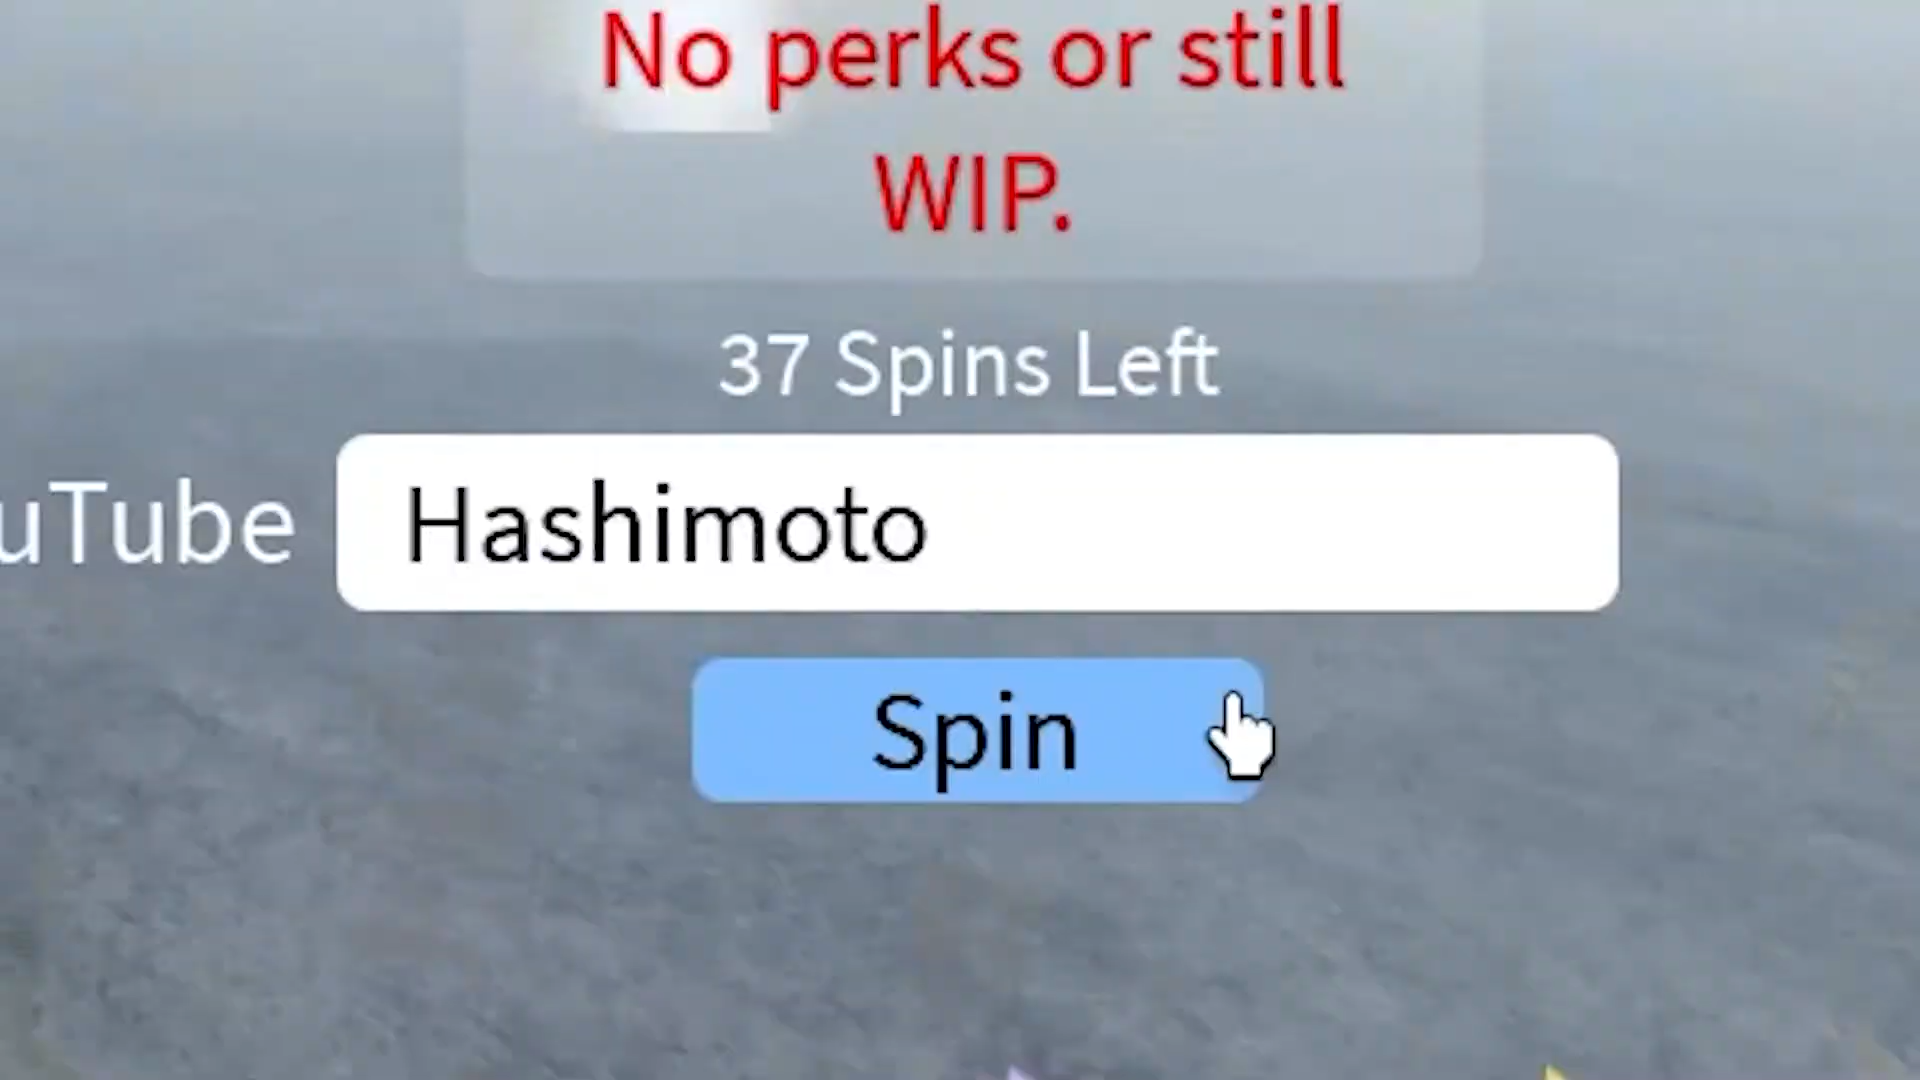 No perks or still
WIP.
37 Spins Left
uTube
Hashimoto
Spin